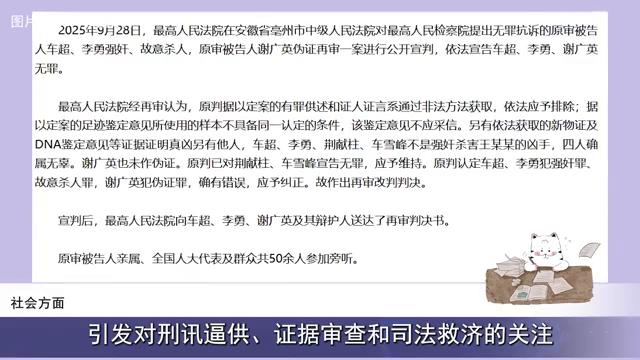 图片
2025年9月28日，最高人民法院在安徽省亳州市中级人民法院对最高人民检察院提出无罪抗诉的原审被告
人车超、李勇强奸、故意杀人，原审被告人谢广英伪证再审一案进行公开宣判，依法宣告车超、李勇、谢广英
无罪。
最高人民法院经再审认为，原判据以定案的有罪供述和证人证言系通过非法方法获取，依法应予排除；据
以定案的足迹鉴定意见所使用的样本不具备同一认定的条件，该鉴定意见不应采信。另有依法获取的新物证及
DNA鉴定意见等证据证明真凶另有他人，车超、李勇、荆献柱、车雪峰不是强奸杀害王某某的凶手，四人确
属无辜。谢广英也未作伪证。原判已对荆献柱、车雪峰宣告无罪，应予维持。原判认定车超、李勇犯强奸罪、
故意杀人罪，谢广英犯伪证罪，确有错误，应予纠正。故作出再审改判判决。
宣判后，最高人民法院向车超、李勇、谢广英及其辩护人送达了再审判决书。
原审被告人亲属、全国人大代表及群众共50余人参加旁听。
社会方面
引发对刑讯逼供、证据审查和司法救济的关注